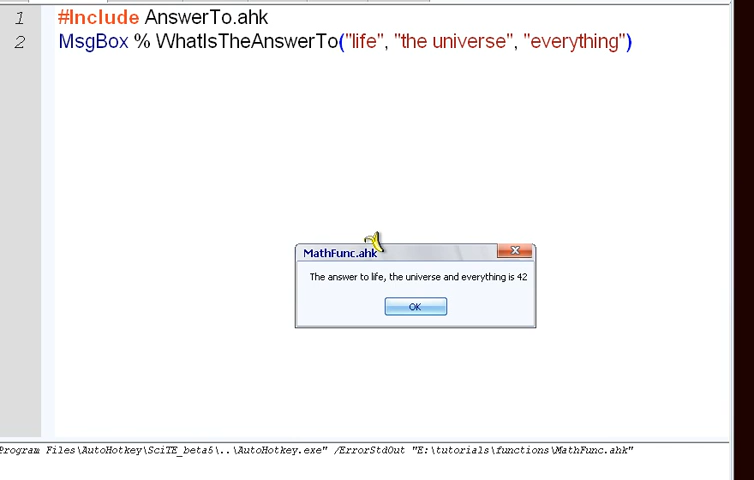 1 #Include AnswerTo.ahk
2 MsgBox % WhatIsTheAnswerTo("life", "the universe", "everything")
MathFunc.ahk
The answer to life, the universe and everything is 42
OK
Program Files\AutoHotkey\SciTE_beta5\..\AutoHotkey.exe" /ErrorStdOut "E:\tutorials\functions\MathFunc.ahk"